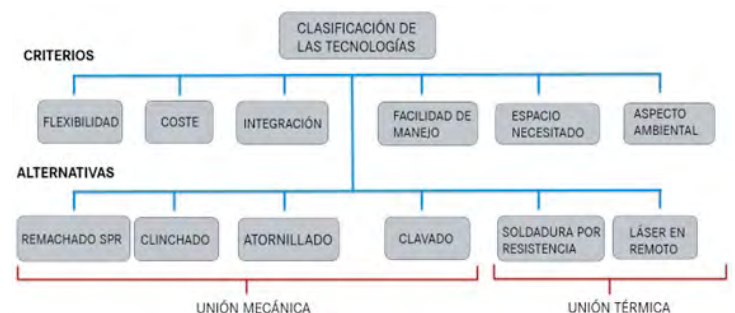 CLASIFICACIÓN DE
LAS TECNOLOGÍAS
CRITERIOS
FLEXIBILIDAD
COSTE
INTEGRACIÓN
FACILIDAD DE
MANEJO
ESPACIO
NECESITADO
ASPECTO
AMBIENTAL
ALTERNATIVAS
REMACHADO SPR
CLINCHADO
ATORNILLADO
CLAVADO
SOLDADURA POR
RESISTENCIA
LÁSER EN
REMOTO
UNIÓN MECÁNICA
UNIÓN TÉRMICA